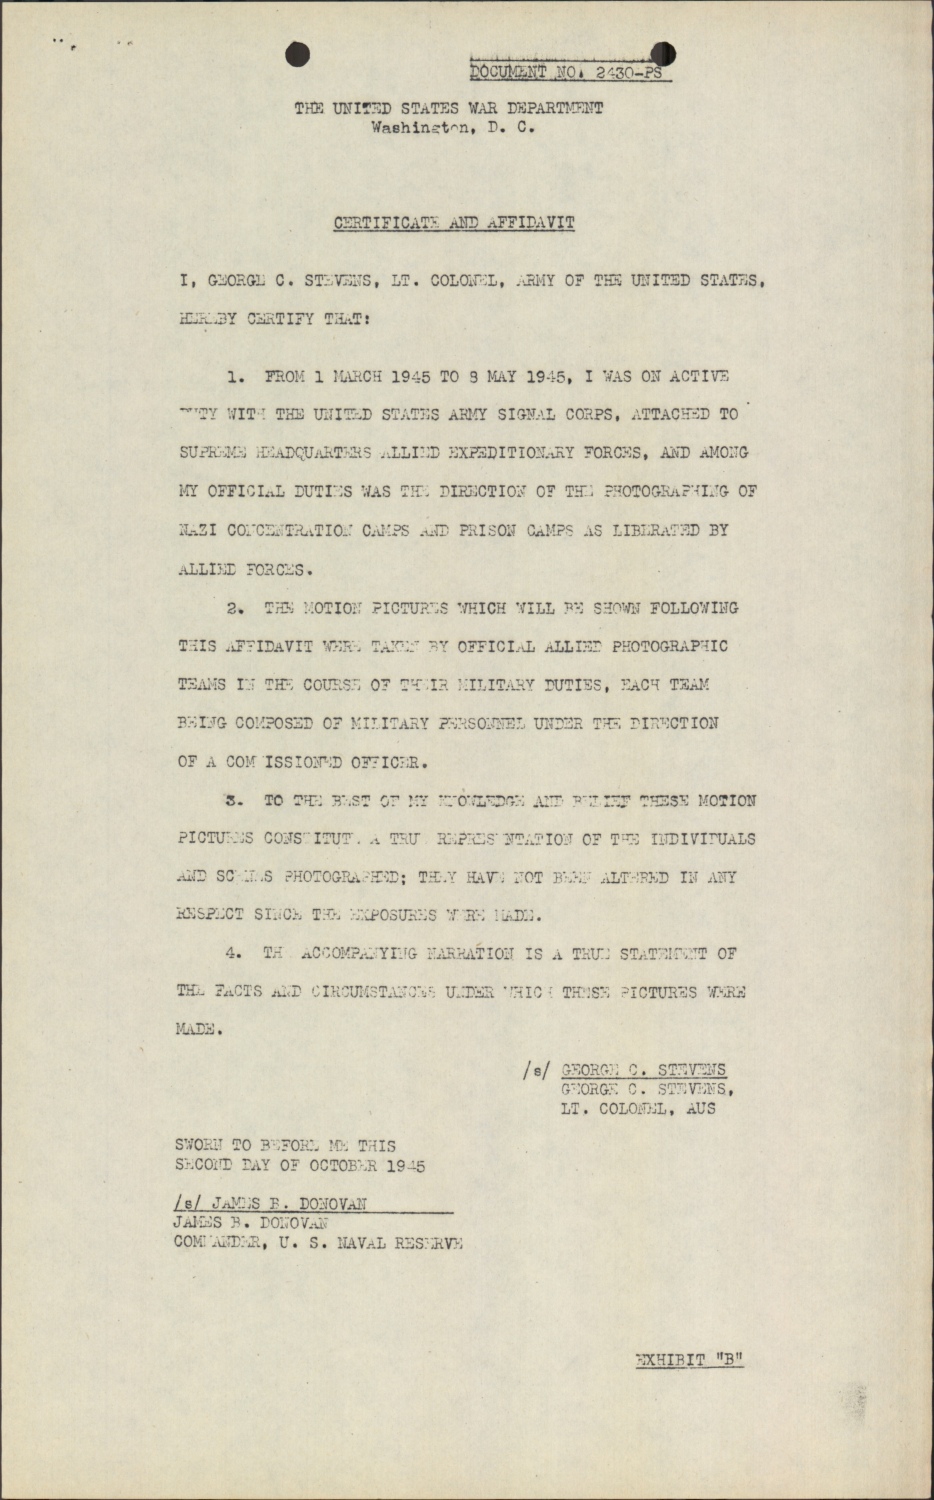 DOCUMENT NO. 2430-PS
THE UNITED STATES WAR DEPARTMENT
Washington, D. C.
CERTIFICATE AND AFFIDAVIT
I, GEORGE C. STEVENS, LT. COLONEL, ARMY OF THE UNITED STATES,
HEREBY CERTIFY THAT:
1. FROM 1 MARCH 1945 TO 8 MAY 1945, I WAS ON ACTIVE
DUTY WITH THE UNITED STATES ARMY SIGNAL CORPS, ATTACHED TO
SUPREME HEADQUARTERS ALLIED EXPEDITIONARY FORCES, AND AMONG
MY OFFICIAL DUTIES WAS THE DIRECTION OF THE PHOTOGRAPHING OF
NAZI CONCENTRATION CAMPS AND PRISON CAMPS AS LIBERATED BY
ALLIED FORCES.
2. THE MOTION PICTURES WHICH WILL BE SHOWN FOLLOWING
THIS AFFIDAVIT WERE TAKEN BY OFFICIAL ALLIED PHOTOGRAPHIC
TEAMS IN THE COURSE OF THEIR MILITARY DUTIES, EACH TEAM
BEING COMPOSED OF MILITARY PERSONNEL UNDER THE DIRECTION
OF A COMMISSIONED OFFICER.
3. TO THE BEST OF MY KNOWLEDGE AND BELIEF THESE MOTION
PICTURES CONSTITUTE A TRUE REPRESENTATION OF THE INDIVIDUALS
AND SCENES PHOTOGRAPHED; THEY HAVE NOT BEEN ALTERED IN ANY
RESPECT SINCE THE EXPOSURES WERE MADE.
4. THE ACCOMPANYING NARRATION IS A TRUE STATEMENT OF
THE FACTS AND CIRCUMSTANCES UNDER WHICH THESE PICTURES WERE
MADE.
/s/ GEORGE C. STEVENS
GEORGE C. STEVENS,
LT. COLONEL, AUS
SWORN TO BEFORE ME THIS
SECOND DAY OF OCTOBER 1945
/s/ JAMES B. DONOVAN
JAMES B. DONOVAN
COMMANDER, U. S. NAVAL RESERVE
EXHIBIT "B"